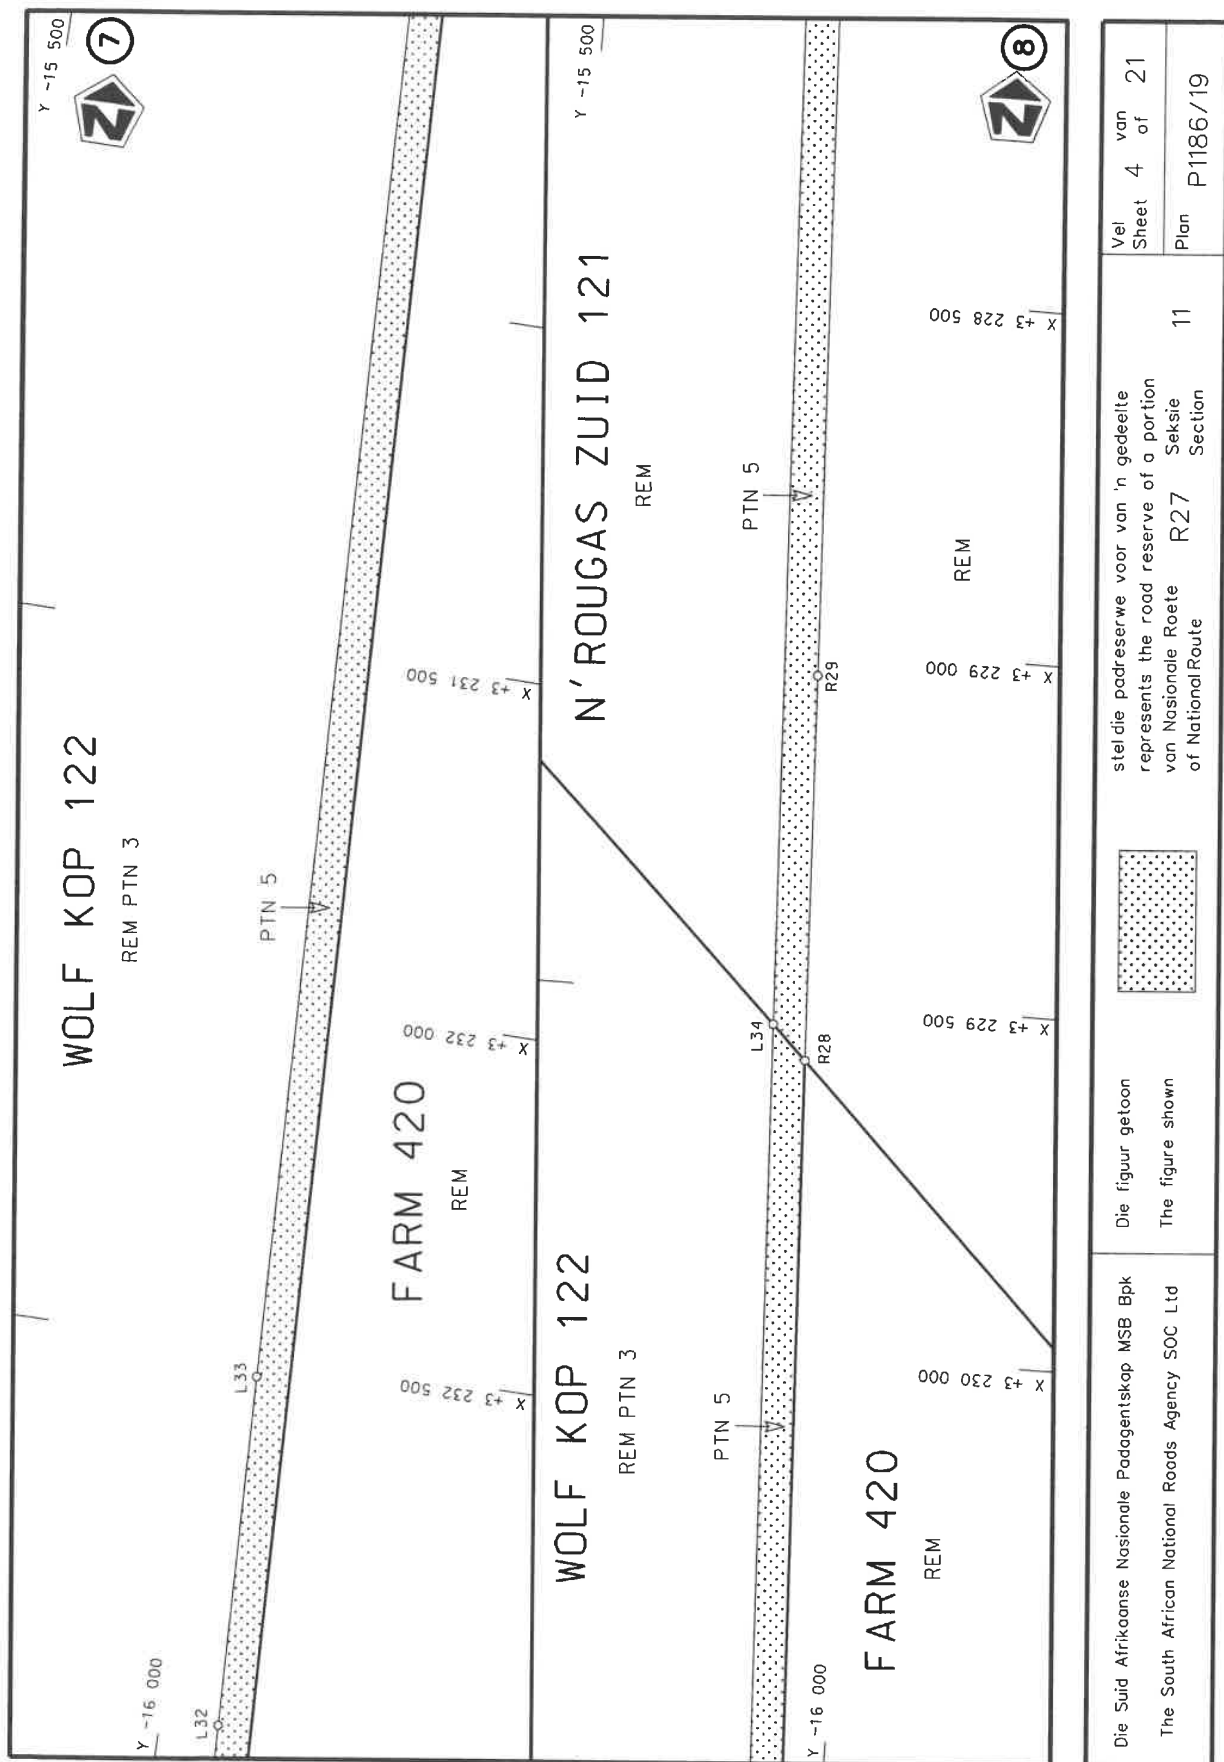 Y -15 500
7
N
WOLF KOP 122
REM PTN 3
PTN 5
L33
L32
Y -16 000
X +3 231 500
X +3 232 000
X +3 232 500
FARM 420
REM
Y -15 500
8
N
N'ROUGAS ZUID 121
REM
PTN 5
WOLF KOP 122
REM PTN 3
PTN 5
L34
R28
R29
REM
X +3 228 500
X +3 229 000
X +3 229 500
X +3 230 000
FARM 420
REM
Y -16 000
Die Suid Afrikaanse Nasionale Padagentskap MSB Bpk
The South African National Roads Agency SOC Ltd
Die figuur getoon
The figure shown
stel die padreserwe voor van 'n gedeelte
represents the road reserve of a portion
van Nasionale Roete R27 Seksie 11
of National Route Section
Vel van
Sheet 4 of 21
Plan P1186/19